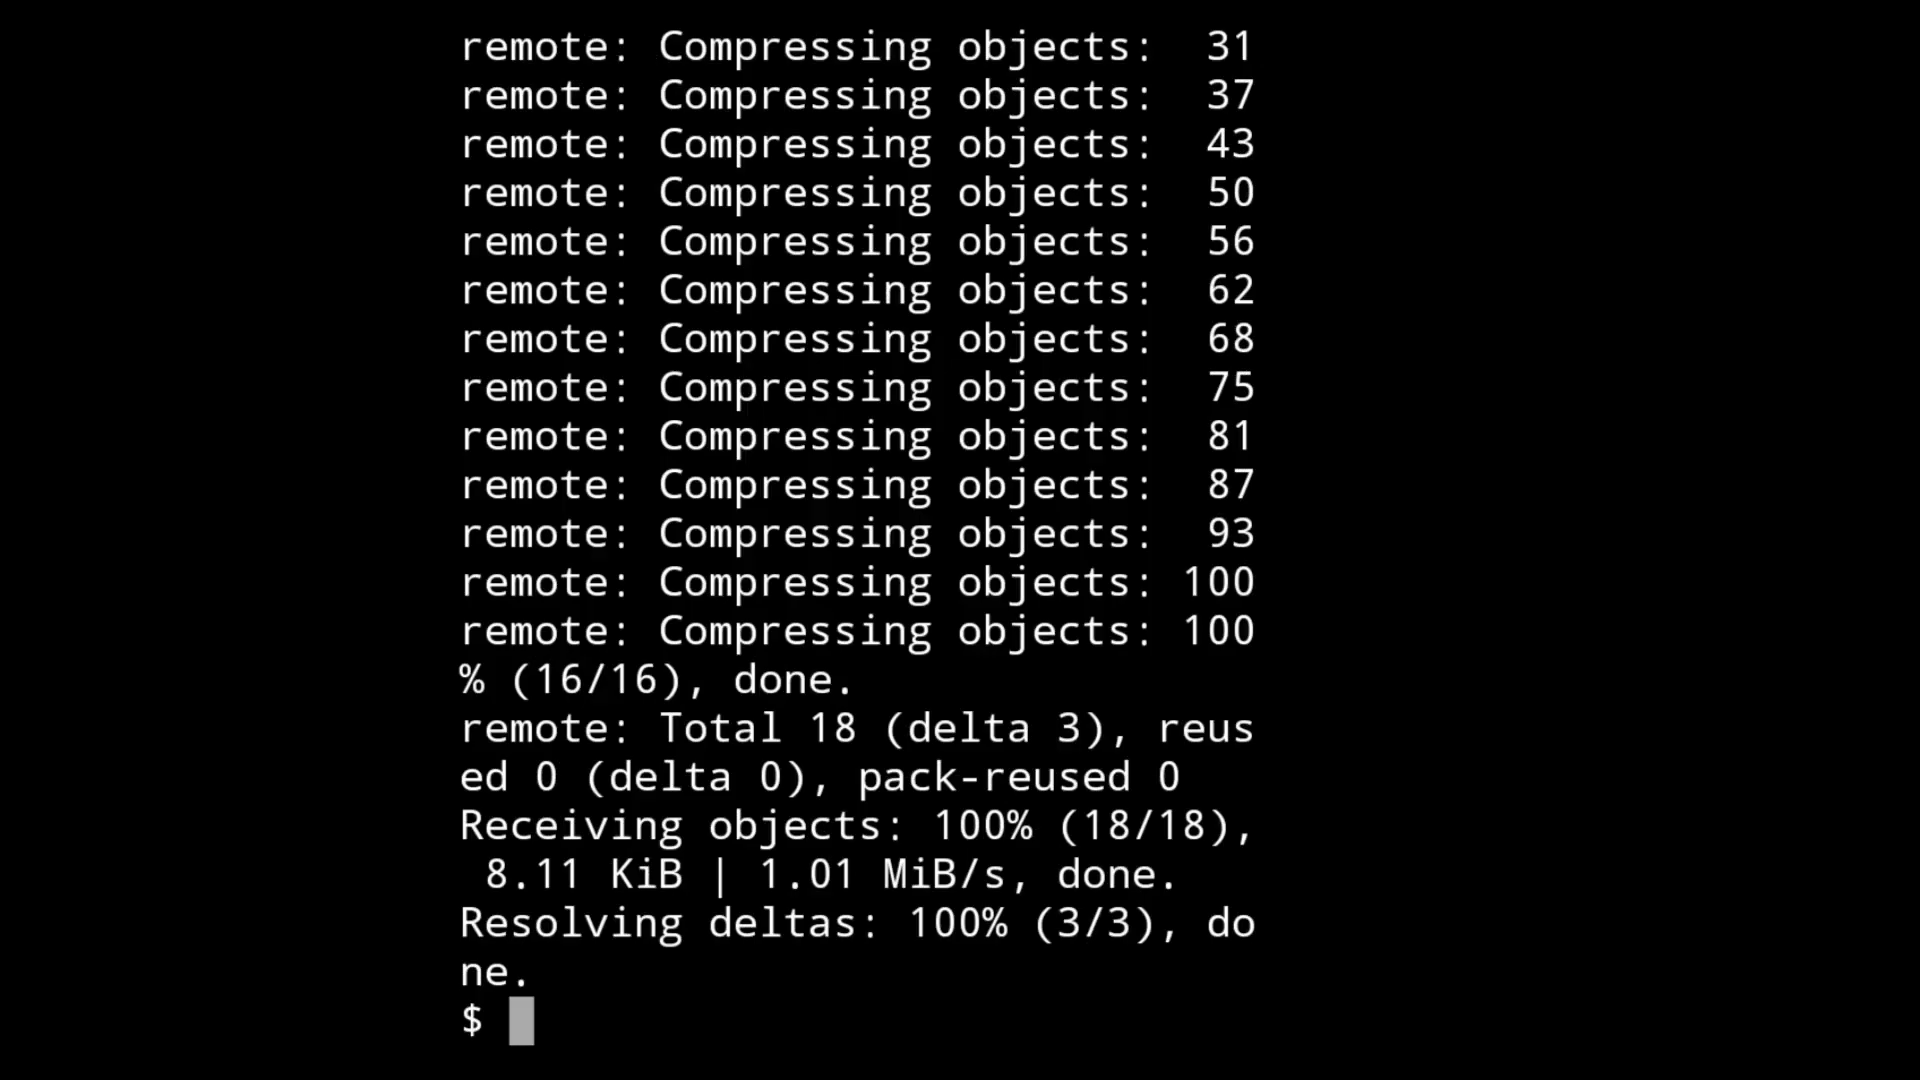 remote: Compressing objects:  31
remote: Compressing objects:  37
remote: Compressing objects:  43
remote: Compressing objects:  50
remote: Compressing objects:  56
remote: Compressing objects:  62
remote: Compressing objects:  68
remote: Compressing objects:  75
remote: Compressing objects:  81
remote: Compressing objects:  87
remote: Compressing objects:  93
remote: Compressing objects: 100
remote: Compressing objects: 100
% (16/16), done.
remote: Total 18 (delta 3), reus
ed 0 (delta 0), pack-reused 0
Receiving objects: 100% (18/18),
 8.11 KiB | 1.01 MiB/s, done.
Resolving deltas: 100% (3/3), do
ne.
$